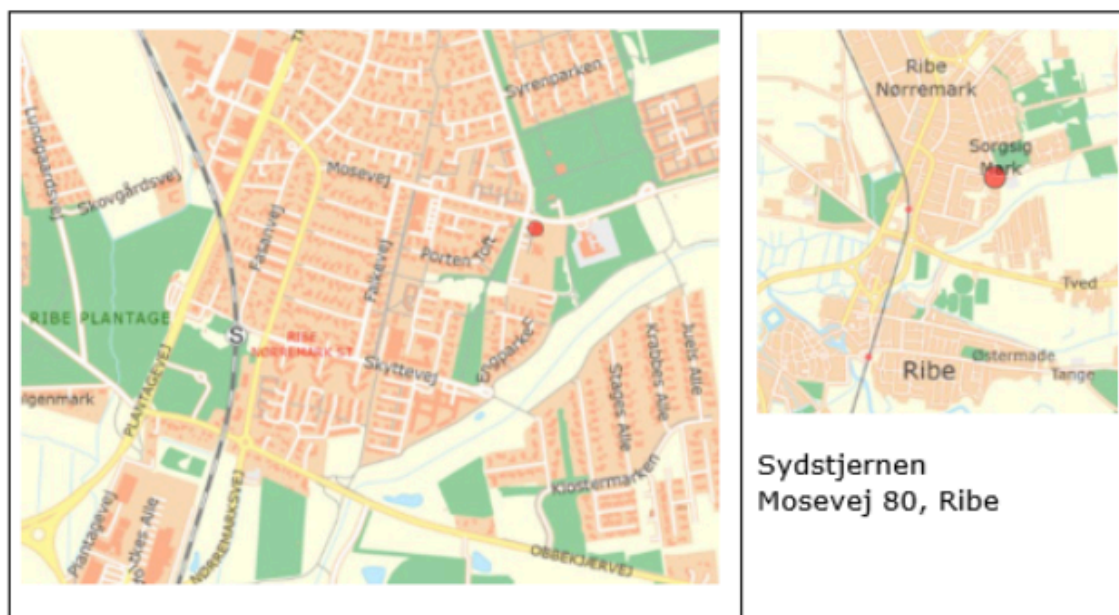 Syrenparken
Lundgaardsvej
Skovgårdsvej
Mosevej
Fasanvej
Falkevej
Porten Toft
RIBE PLANTAGE
S
RIBE
NØRREMARK ST
Skyttevej
Engparken
Juels Alle
Krabbes Alle
Stages Alle
PLANTAGEVEJ
Klostermarken
Plantagevej
NØRREMARKSVEJ
OBBEKJÆRVEJ
Ribe
Nørremark
Sorgsig
Mark
Tved
Østermade
Ribe
Tange
Sydstjernen
Mosevej 80, Ribe